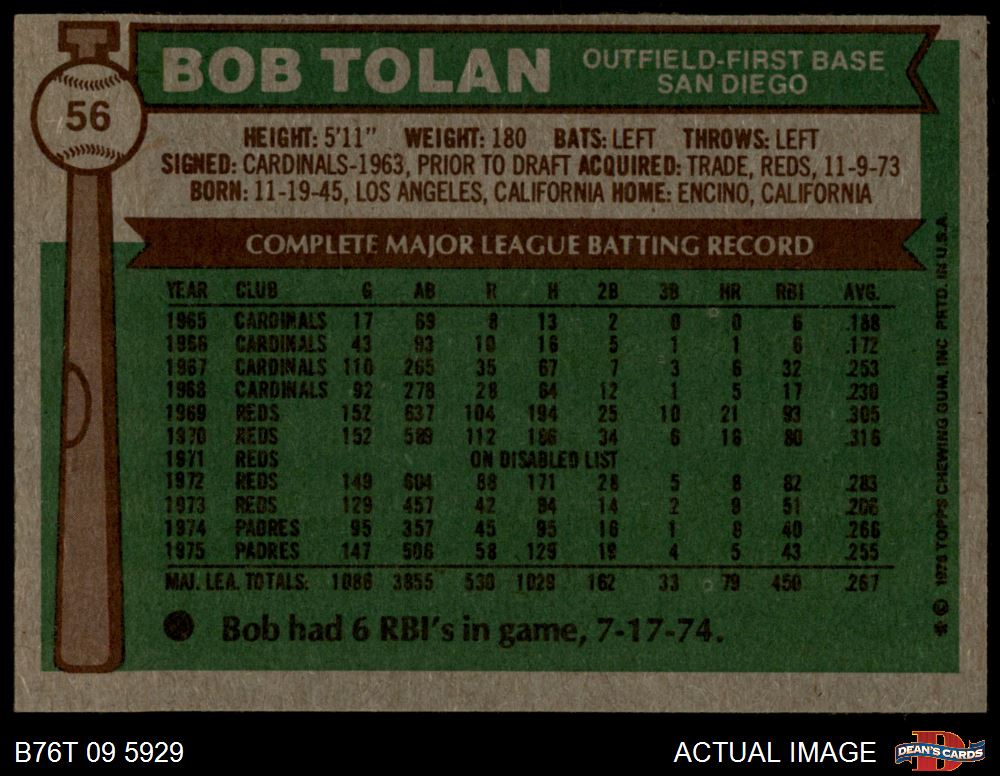 BOB TOLAN
OUTFIELD-FIRST BASE
SAN DIEGO
56
HEIGHT: 5'11" WEIGHT: 180 BATS: LEFT THROWS: LEFT
SIGNED: CARDINALS-1963, PRIOR TO DRAFT ACQUIRED: TRADE, REDS, 11-9-73
BORN: 11-19-45, LOS ANGELES, CALIFORNIA HOME: ENCINO, CALIFORNIA
COMPLETE MAJOR LEAGUE BATTING RECORD
YEAR CLUB G AB R H 2B 3B HR RBI AVG.
1965 CARDINALS 17 69 8 13 2 0 0 6 .188
1966 CARDINALS 43 93 10 16 5 1 1 6 .172
1967 CARDINALS 110 265 35 67 7 3 6 32 .253
1968 CARDINALS 92 278 28 64 12 1 5 17 .230
1969 REDS 152 637 104 194 25 10 21 93 .305
1970 REDS 152 589 112 186 34 6 16 80 .316
1971 REDS ON DISABLED LIST
1972 REDS 149 604 88 171 28 5 8 82 .283
1973 REDS 129 457 42 94 14 2 9 51 .206
1974 PADRES 95 357 45 95 16 1 8 40 .266
1975 PADRES 147 506 58 129 19 4 5 43 .255
MAJ. LEA. TOTALS: 1086 3855 530 1029 162 33 79 450 .267
Bob had 6 RBI's in game, 7-17-74.
* © 1976 TOPPS CHEWING GUM, INC PRTD. IN U.S.A.
B76T 09 5929
ACTUAL IMAGE
D
DEAN'S CARDS